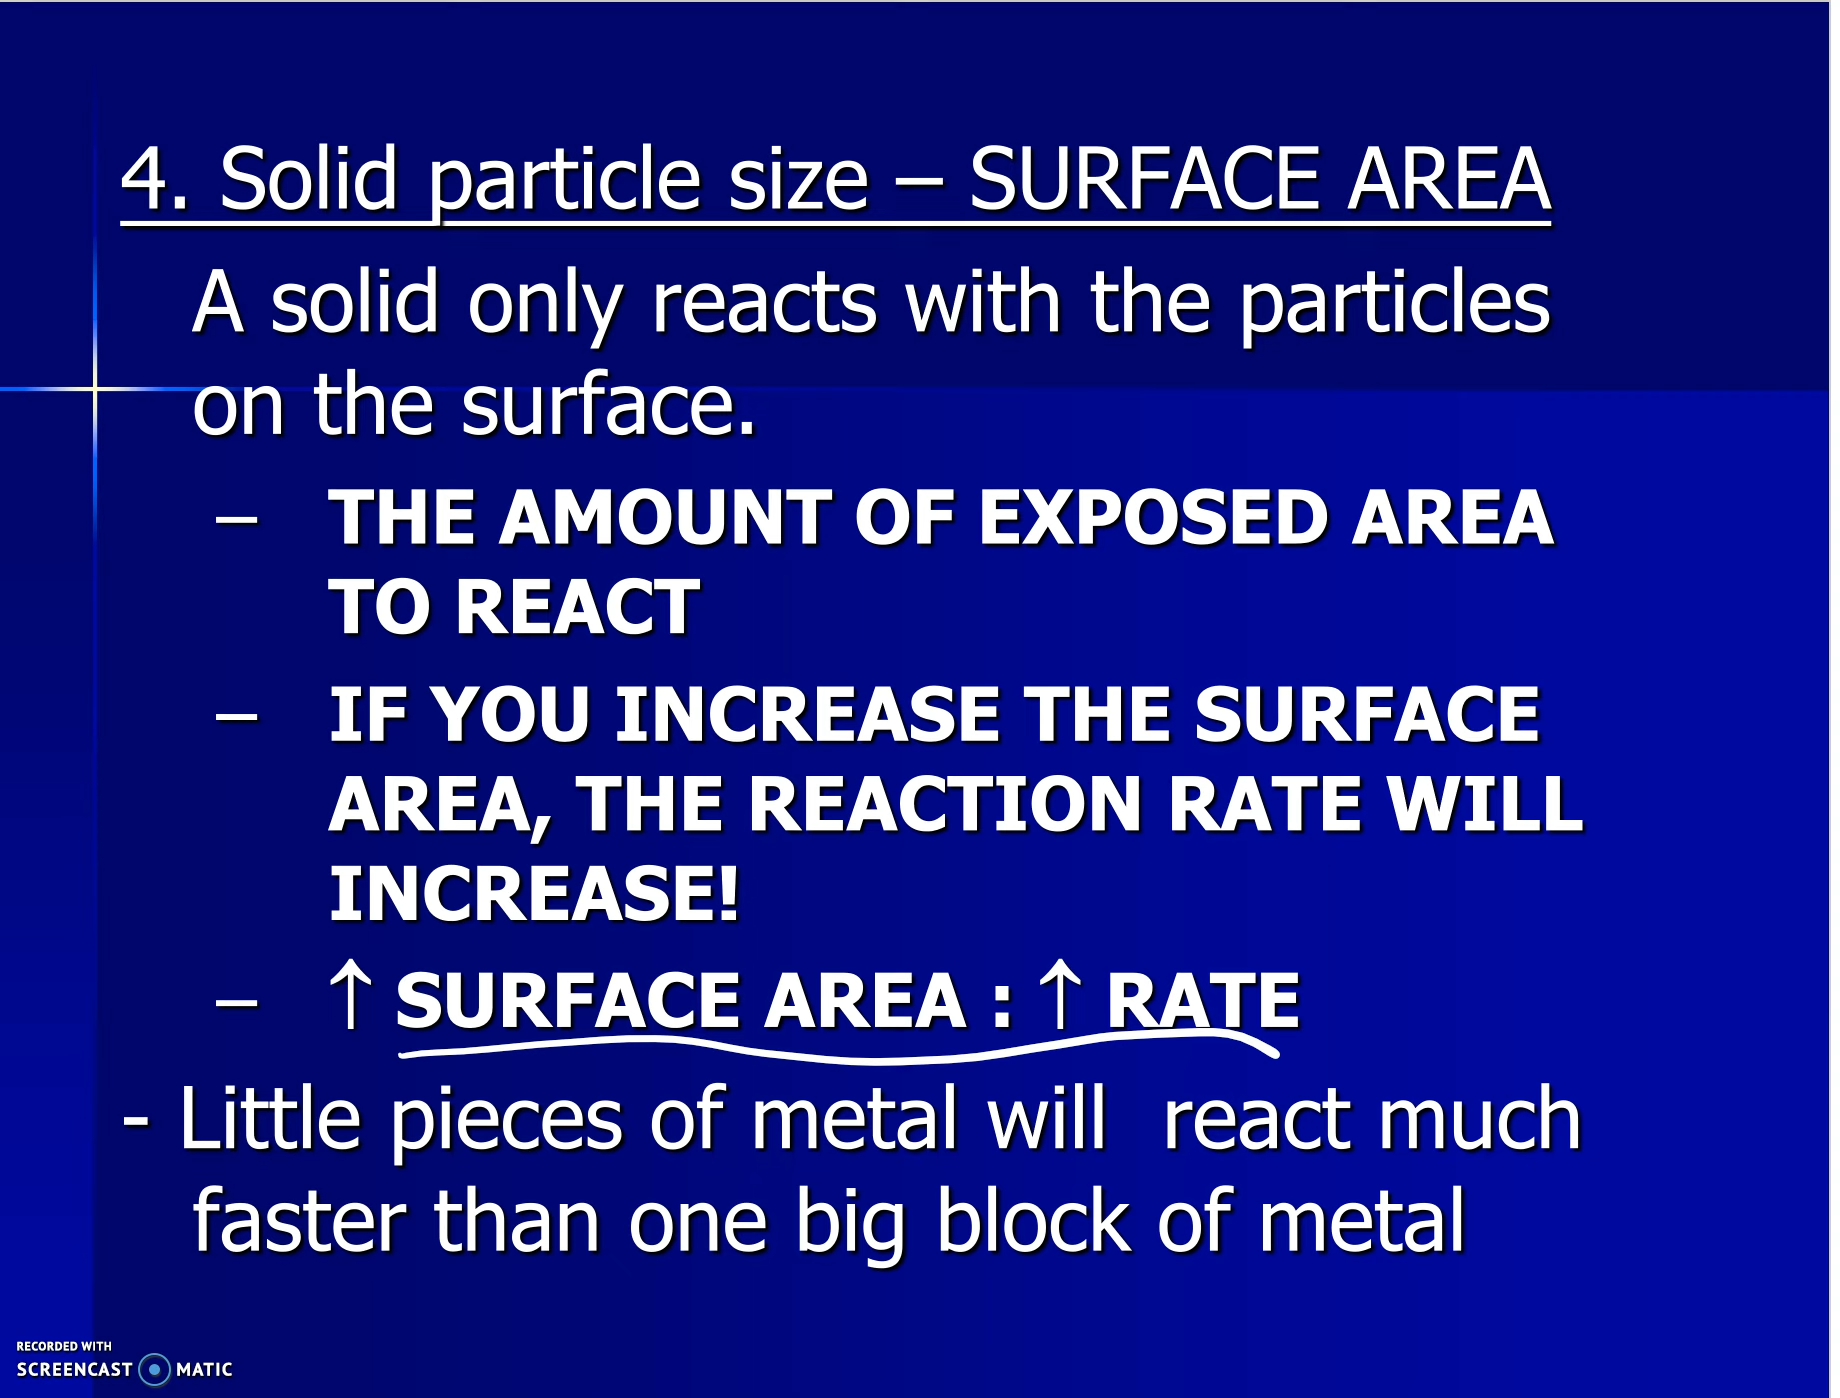 4. Solid particle size – SURFACE AREA
A solid only reacts with the particles
on the surface.
– THE AMOUNT OF EXPOSED AREA
TO REACT
– IF YOU INCREASE THE SURFACE
AREA, THE REACTION RATE WILL
INCREASE!
– ↑ SURFACE AREA : ↑ RATE
- Little pieces of metal will  react much
faster than one big block of metal
RECORDED WITH
SCREENCAST MATIC